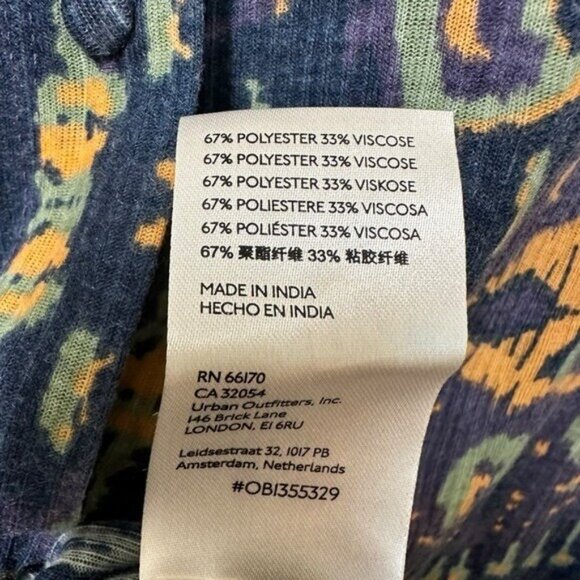 67% POLYESTER 33% VISCOSE
67% POLYESTER 33% VISCOSE
67% POLYESTER 33% VISKOSE
67% POLIESTERE 33% VISCOSA
67% POLIÉSTER 33% VISCOSA
67% 聚酯纤维 33% 粘胶纤维
MADE IN INDIA
HECHO EN INDIA
RN 66170
CA 32054
Urban Outfitters, Inc.
146 Brick Lane
LONDON, E1 6RU
Leidsestraat 32, 1017 PB
Amsterdam, Netherlands
#OB1355329